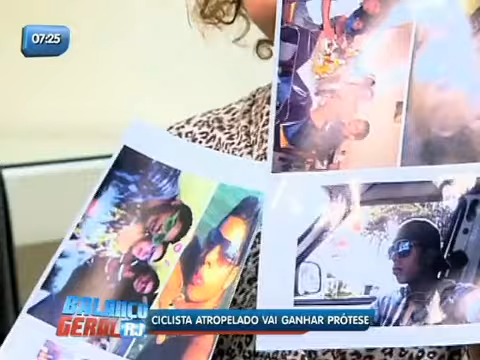 07:25
BALANÇO
GERAL RJ
CICLISTA ATROPELADO VAI GANHAR PRÓTESE